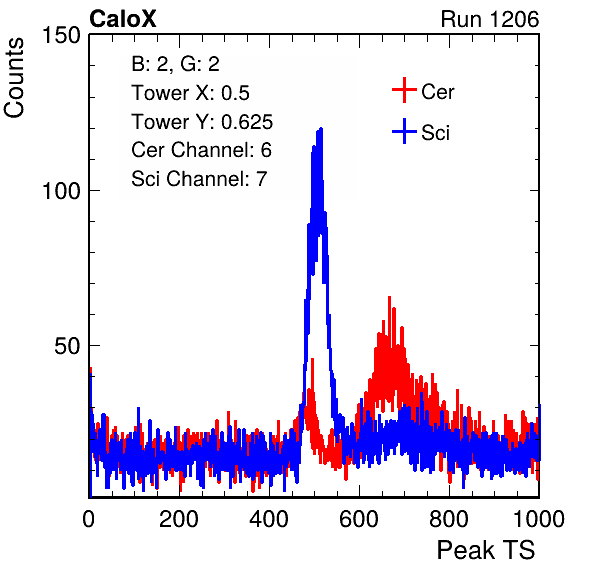 CaloX Run 1206
150
Counts
B: 2, G: 2
Tower X: 0.5
Tower Y: 0.625
Cer Channel: 6
Sci Channel: 7
Cer
Sci
100
50
0 200 400 600 800 1000
Peak TS